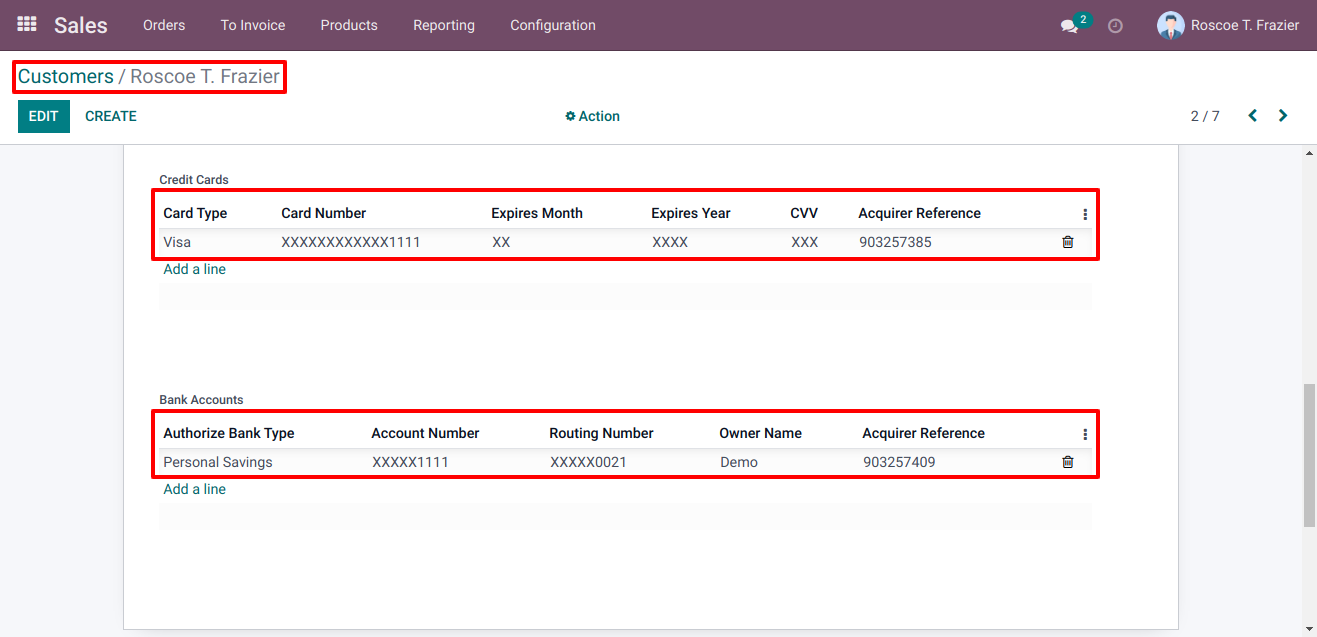 Sales Orders To Invoice Products Reporting Configuration 2 Roscoe T. Frazier
Customers / Roscoe T. Frazier
EDIT CREATE Action 2 / 7
Credit Cards
Card Type Card Number Expires Month Expires Year CVV Acquirer Reference
Visa XXXXXXXXXXXX1111 XX XXXX XXX 903257385
Add a line
Bank Accounts
Authorize Bank Type Account Number Routing Number Owner Name Acquirer Reference
Personal Savings XXXXX1111 XXXXX0021 Demo 903257409
Add a line